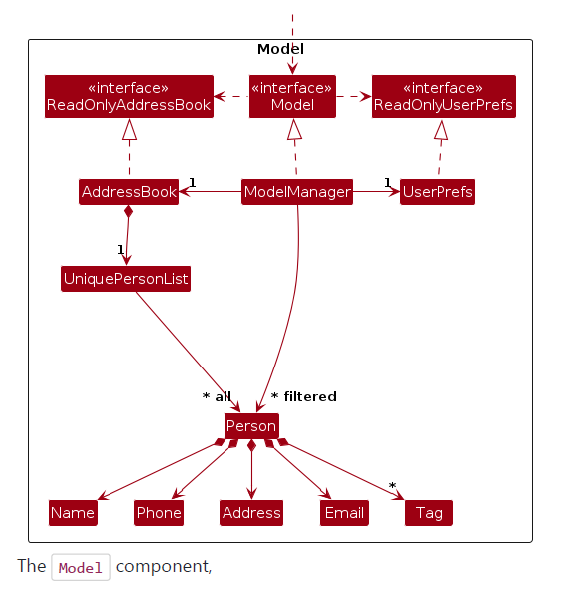 Model
«interface»
ReadOnlyAddressBook
«interface»
Model
«interface»
ReadOnlyUserPrefs
AddressBook
1
ModelManager
1
UserPrefs
1
UniquePersonList
* all
* filtered
Person
*
Name
Phone
Address
Email
Tag
The Model component,